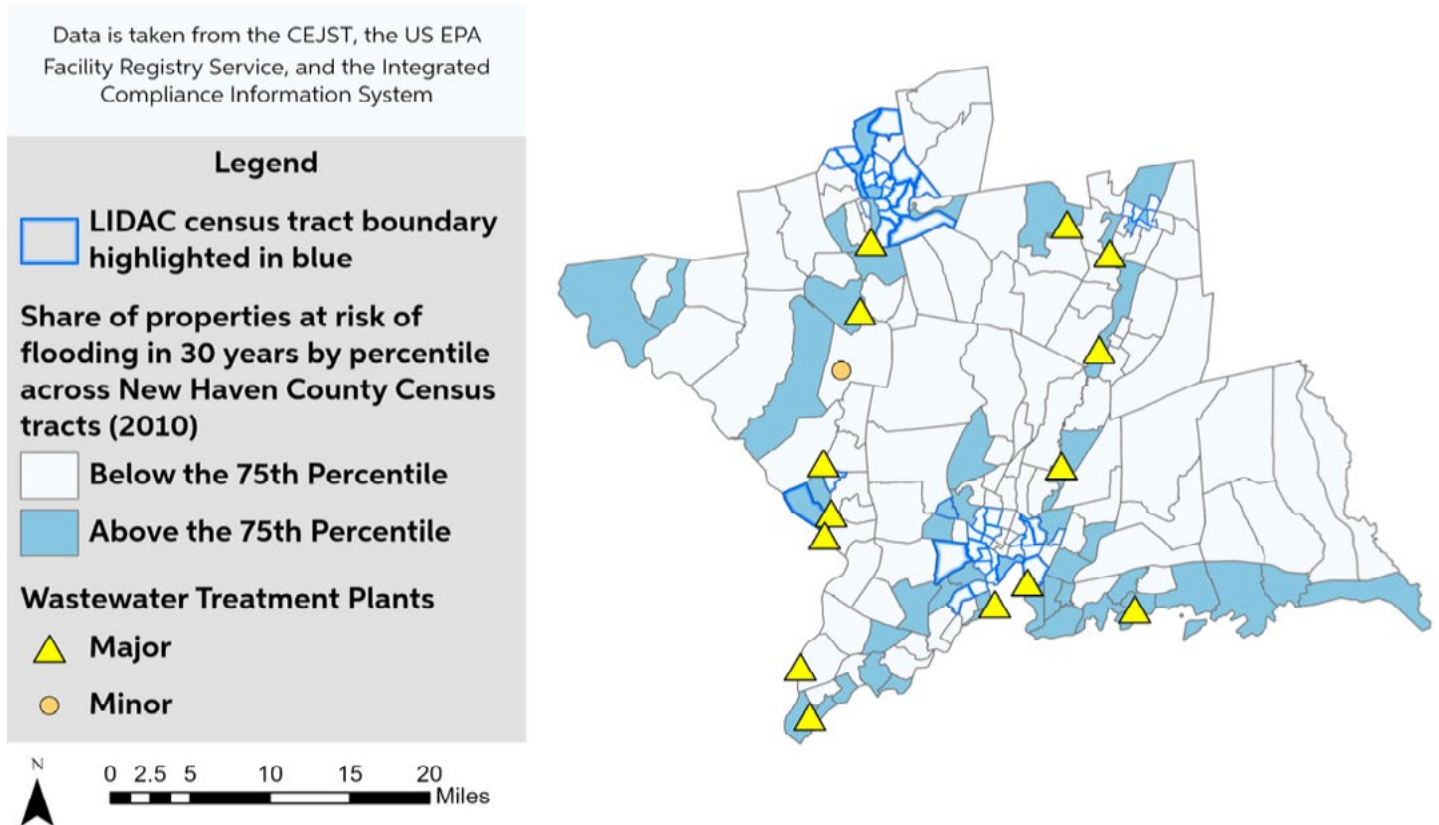 Data is taken from the CEJST, the US EPA
Facility Registry Service, and the Integrated
Compliance Information System
Legend
LIDAC census tract boundary
highlighted in blue
Share of properties at risk of
flooding in 30 years by percentile
across New Haven County Census
tracts (2010)
Below the 75th Percentile
Above the 75th Percentile
Wastewater Treatment Plants
Major
Minor
N
0 2.5 5 10 15 20
Miles